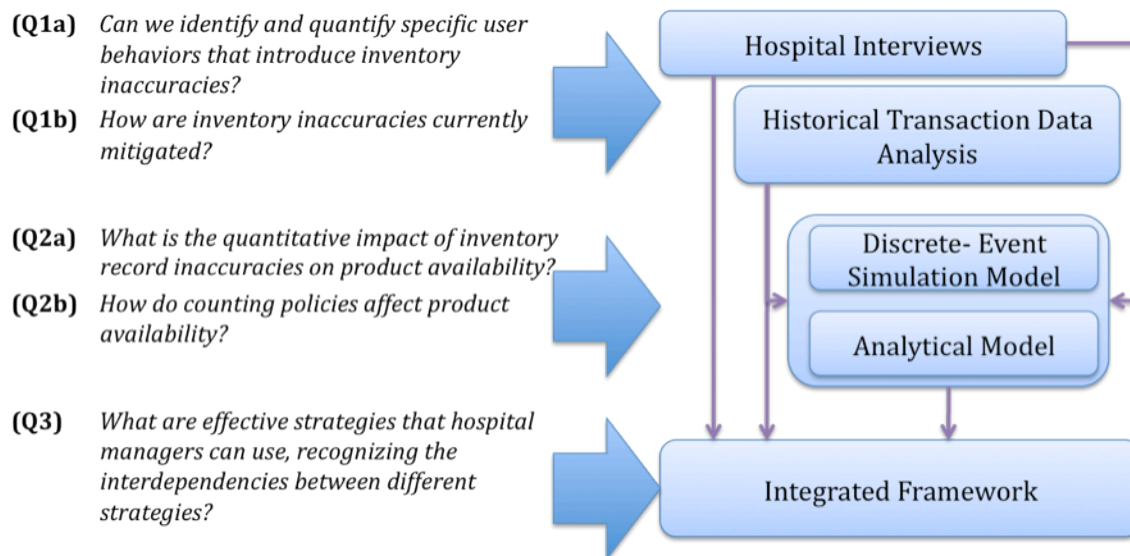 (Q1a) Can we identify and quantify specific user
behaviors that introduce inventory
inaccuracies?
(Q1b) How are inventory inaccuracies currently
mitigated?
(Q2a) What is the quantitative impact of inventory
record inaccuracies on product availability?
(Q2b) How do counting policies affect product
availability?
(Q3) What are effective strategies that hospital
managers can use, recognizing the
interdependencies between different
strategies?
Hospital Interviews
Historical Transaction Data
Analysis
Discrete- Event
Simulation Model
Analytical Model
Integrated Framework